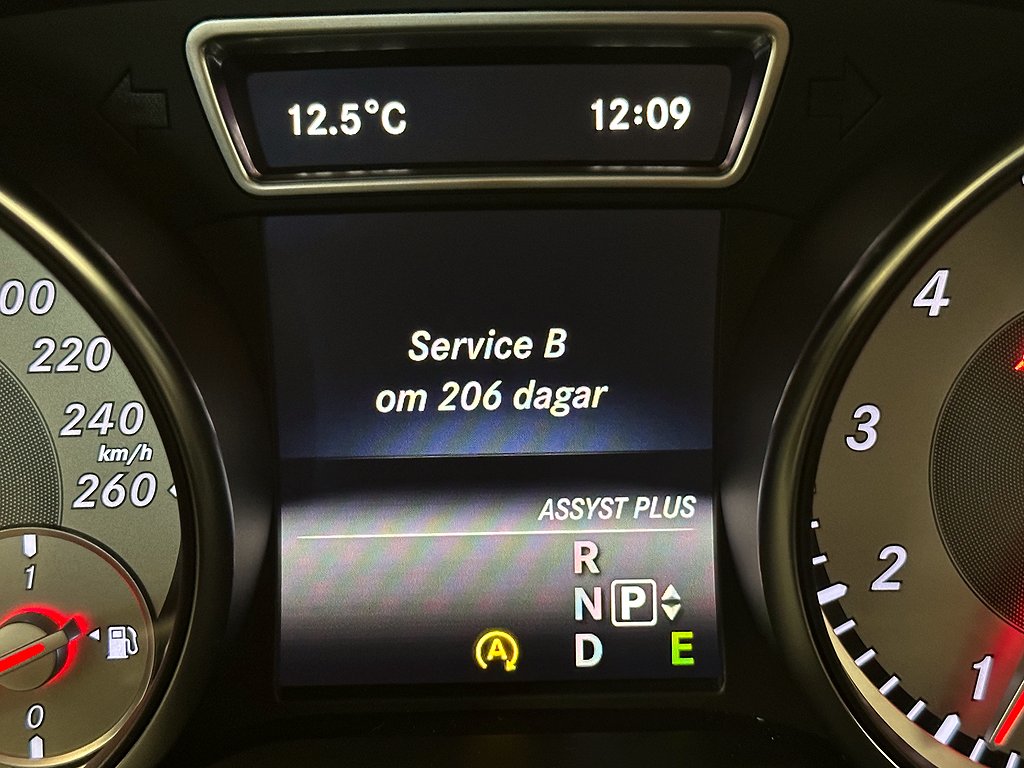 12.5°C 12:09
Service B
om 206 dagar
ASSYST PLUS
R
N P
D E
A
00
220
240
km/h
260
1
0
4
3
2
1